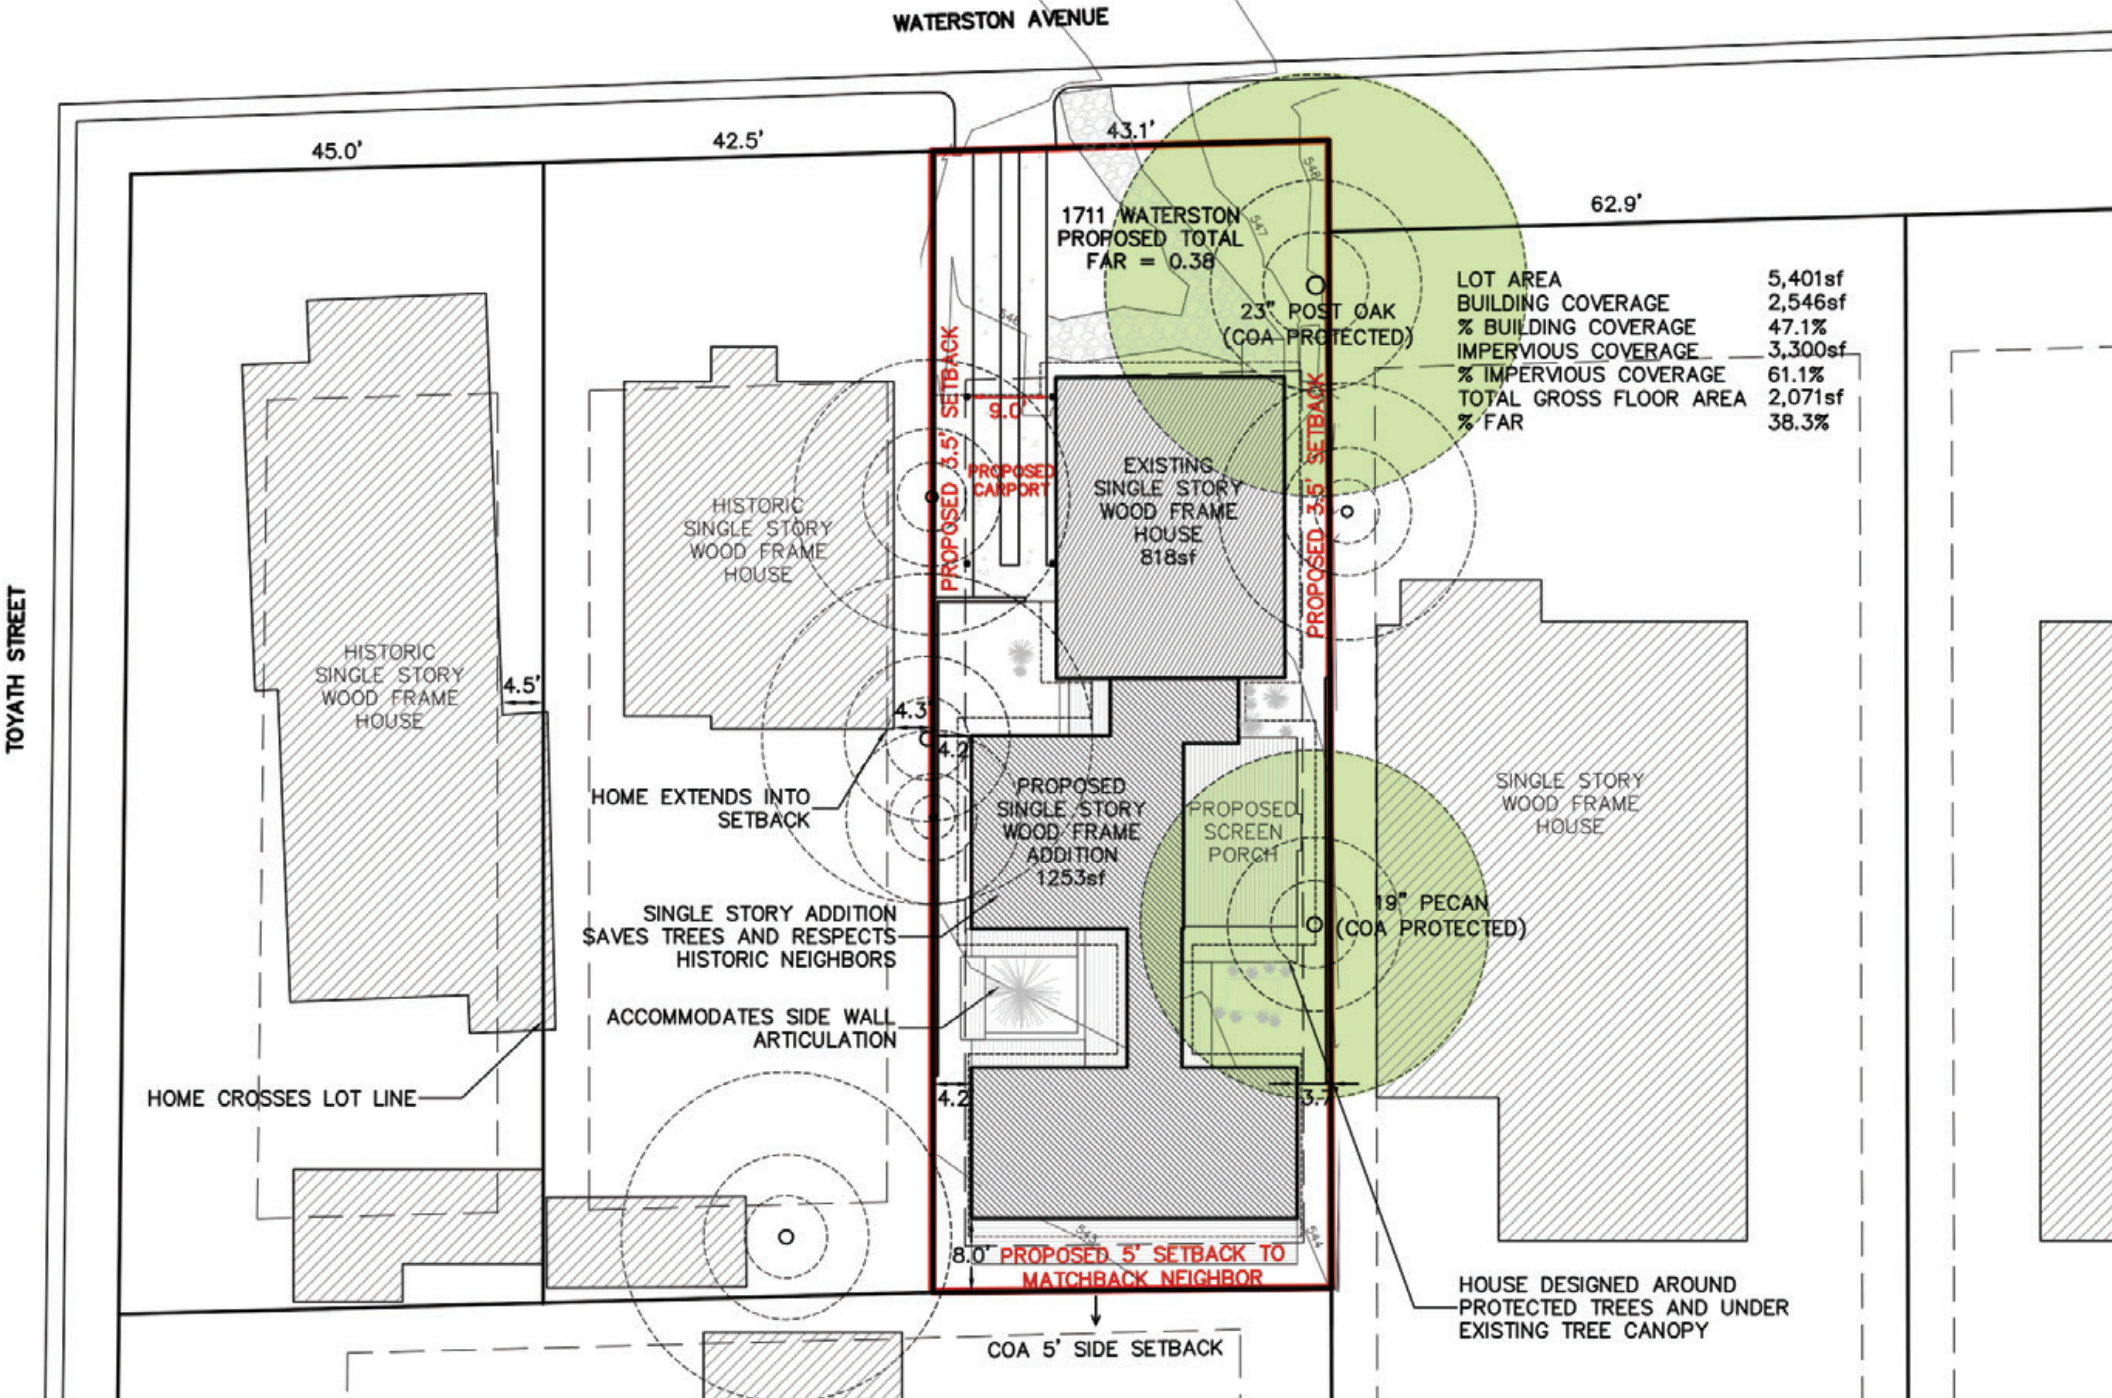 WATERSTON AVENUE
45.0'
42.5'
43.1'
62.9'
548
547
546
1711 WATERSTON
PROPOSED TOTAL
FAR = 0.38
23" POST OAK
(COA PROTECTED)
LOT AREA 5,401sf
BUILDING COVERAGE 2,546sf
% BUILDING COVERAGE 47.1%
IMPERVIOUS COVERAGE 3,300sf
% IMPERVIOUS COVERAGE 61.1%
TOTAL GROSS FLOOR AREA 2,071sf
% FAR 38.3%
PROPOSED 3.5' SETBACK
9.0'
PROPOSED
CARPORT
EXISTING
SINGLE STORY
WOOD FRAME
HOUSE
818sf
PROPOSED 3.5' SETBACK
HISTORIC
SINGLE STORY
WOOD FRAME
HOUSE
TOYATH STREET
HISTORIC
SINGLE STORY
WOOD FRAME
HOUSE
4.5'
4.3'
4.2'
HOME EXTENDS INTO
SETBACK
PROPOSED
SINGLE STORY
WOOD FRAME
ADDITION
1253sf
PROPOSED
SCREEN
PORCH
SINGLE STORY
WOOD FRAME
HOUSE
19" PECAN
(COA PROTECTED)
SINGLE STORY ADDITION
SAVES TREES AND RESPECTS
HISTORIC NEIGHBORS
ACCOMMODATES SIDE WALL
ARTICULATION
HOME CROSSES LOT LINE
4.2'
3.7'
543
544
8.0'
PROPOSED 5' SETBACK TO
MATCHBACK NEIGHBOR
COA 5' SIDE SETBACK
HOUSE DESIGNED AROUND
PROTECTED TREES AND UNDER
EXISTING TREE CANOPY